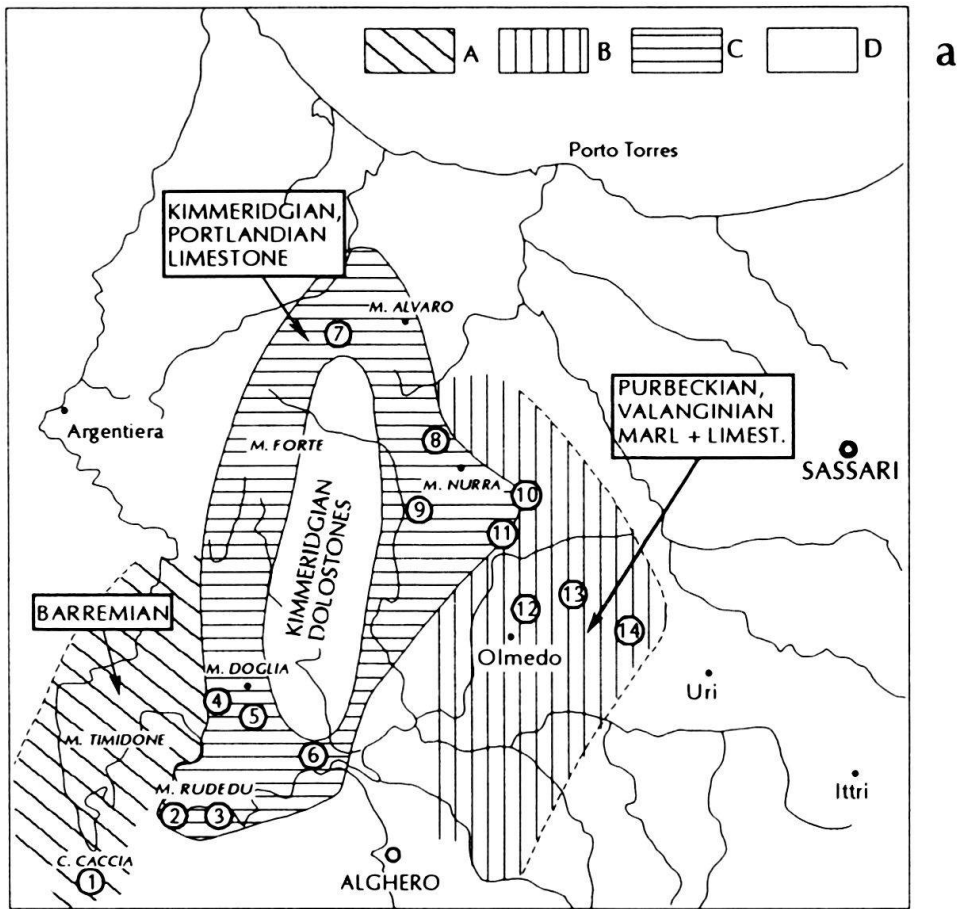 A B C D
a
Porto Torres
KIMMERIDGIAN,
PORTLANDIAN
LIMESTONE
M. ALVARO
7
PURBECKIAN,
VALANGINIAN
MARL + LIMEST.
Argentiera
M. FORTE
8
SASSARI
M. NURRA
10
9
11
KIMMERIDGIAN
DOLOSTONES
BARREMIAN
13
12
14
Olmedo
M. DOGLIA
Uri
4
5
M. TIMIDONE
6
Ittri
M. RUDEDU
2 3
C. CACCIA
1
ALGHERO